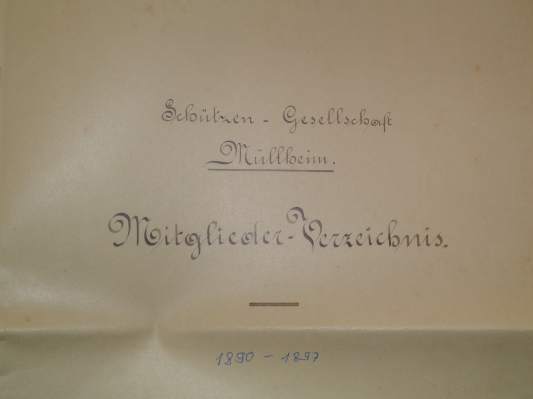 Schützen - Gesellschaft
Müllheim.
Mitglieder-Verzeichnis.
1890 - 1897